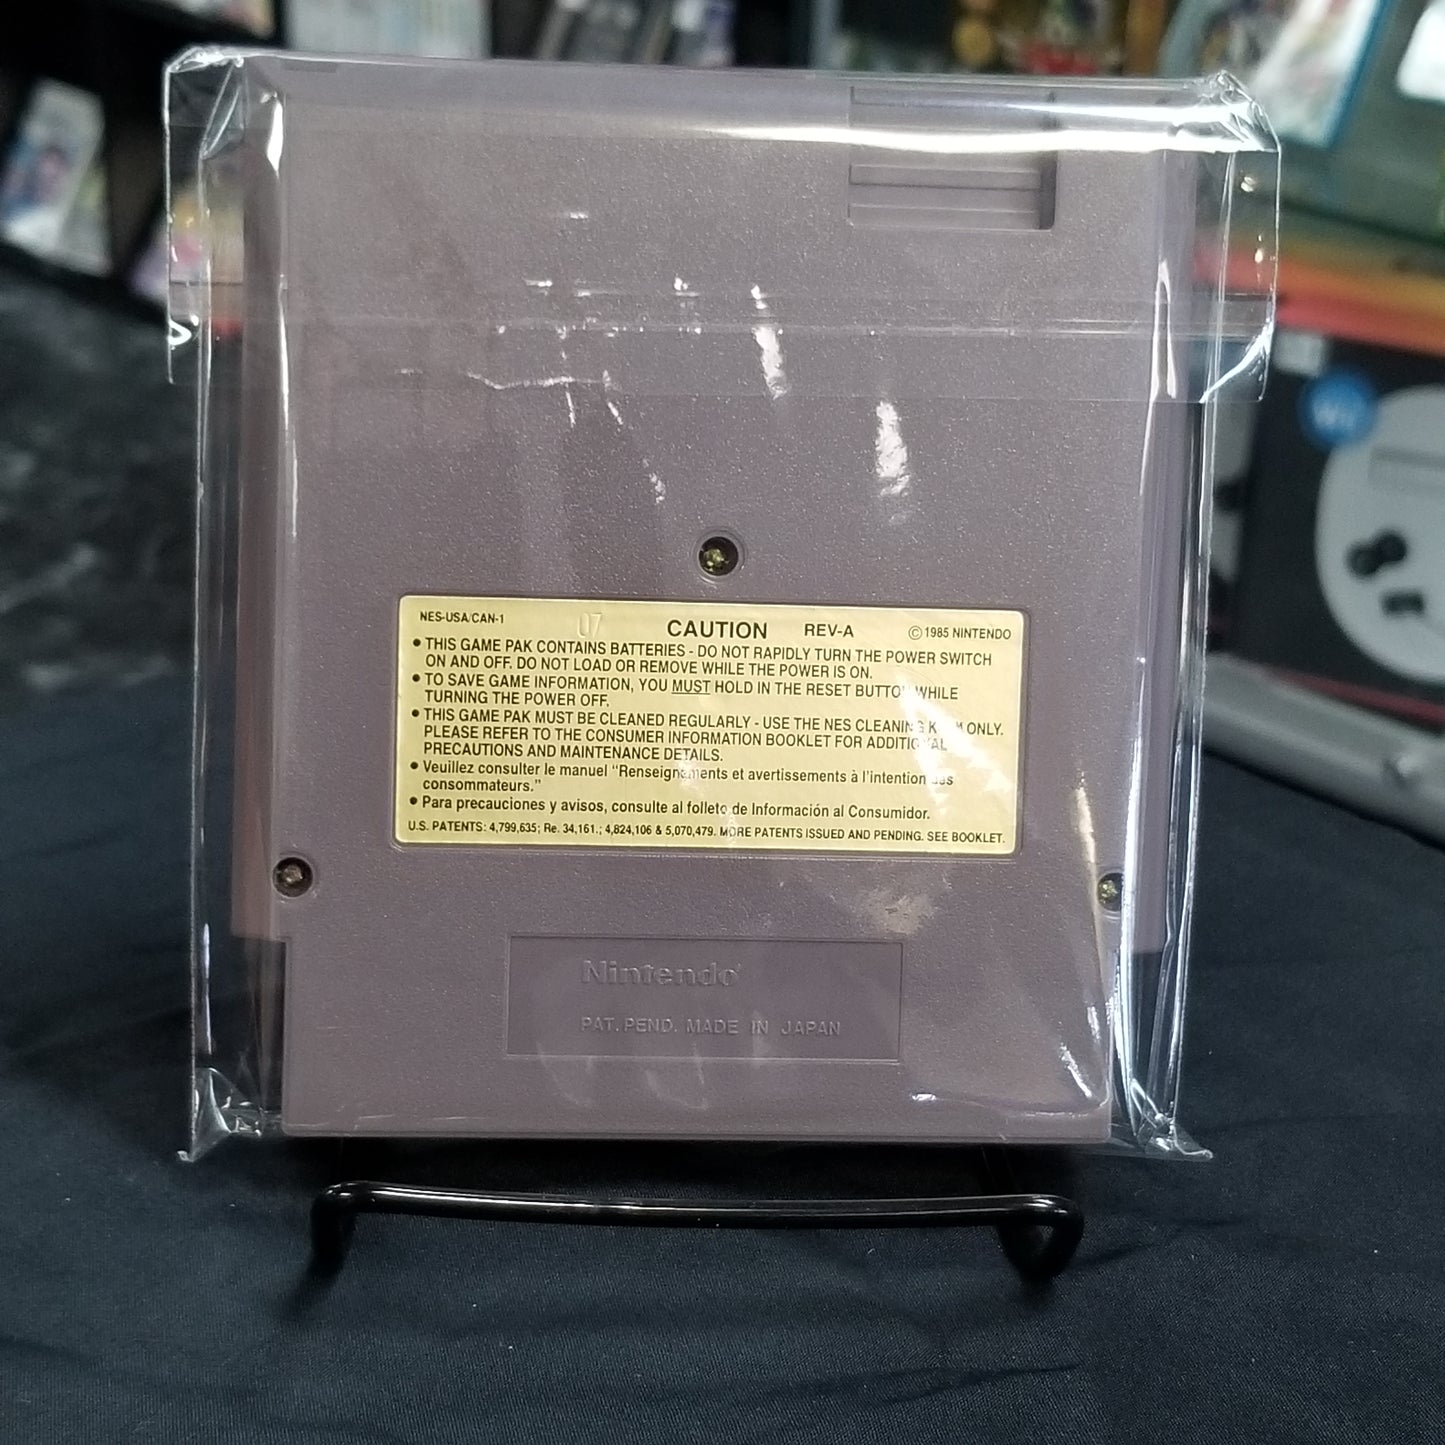 NES-USA/CAN-1 07 CAUTION REV-A © 1985 NINTENDO
• THIS GAME PAK CONTAINS BATTERIES - DO NOT RAPIDLY TURN THE POWER SWITCH
ON AND OFF. DO NOT LOAD OR REMOVE WHILE THE POWER IS ON.
• TO SAVE GAME INFORMATION, YOU MUST HOLD IN THE RESET BUTTON WHILE
TURNING THE POWER OFF.
• THIS GAME PAK MUST BE CLEANED REGULARLY - USE THE NES CLEANING ONLY.
PLEASE REFER TO THE CONSUMER INFORMATION BOOKLET FOR ADDITIONAL
PRECAUTIONS AND MAINTENANCE DETAILS.
• Veuillez consulter le manuel "Renseignements et avertissements à l'intention des
consommateurs."
• Para precauciones y avisos, consulte al folleto de Información al Consumidor.
U.S. PATENTS: 4,799,635; Re. 34,161.; 4,824,106 & 5,070,479. MORE PATENTS ISSUED AND PENDING. SEE BOOKLET.
Nintendo
PAT. PEND. MADE IN JAPAN
Wii